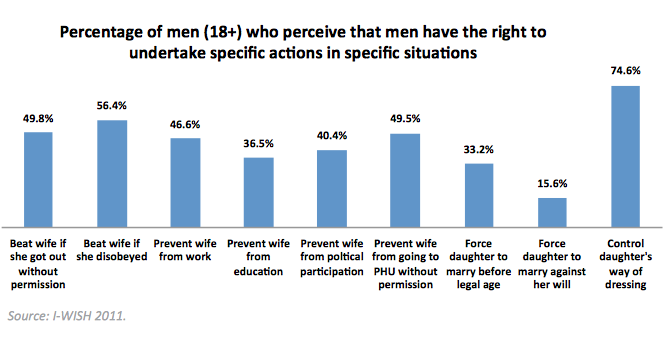 Percentage of men (18+) who perceive that men have the right to
undertake specific actions in specific situations
49.8%
56.4%
46.6%
36.5%
40.4%
49.5%
33.2%
15.6%
74.6%
Beat wife if
she got out
without
permission
Beat wife if
she disobeyed
Prevent wife
from work
Prevent wife
from
education
Prevent wife
from political
participation
Prevent wife
from going to
PHU without
permission
Force
daughter to
marry before
legal age
Force
daughter to
marry against
her will
Control
daughter's
way of
dressing
Source: I-WISH 2011.